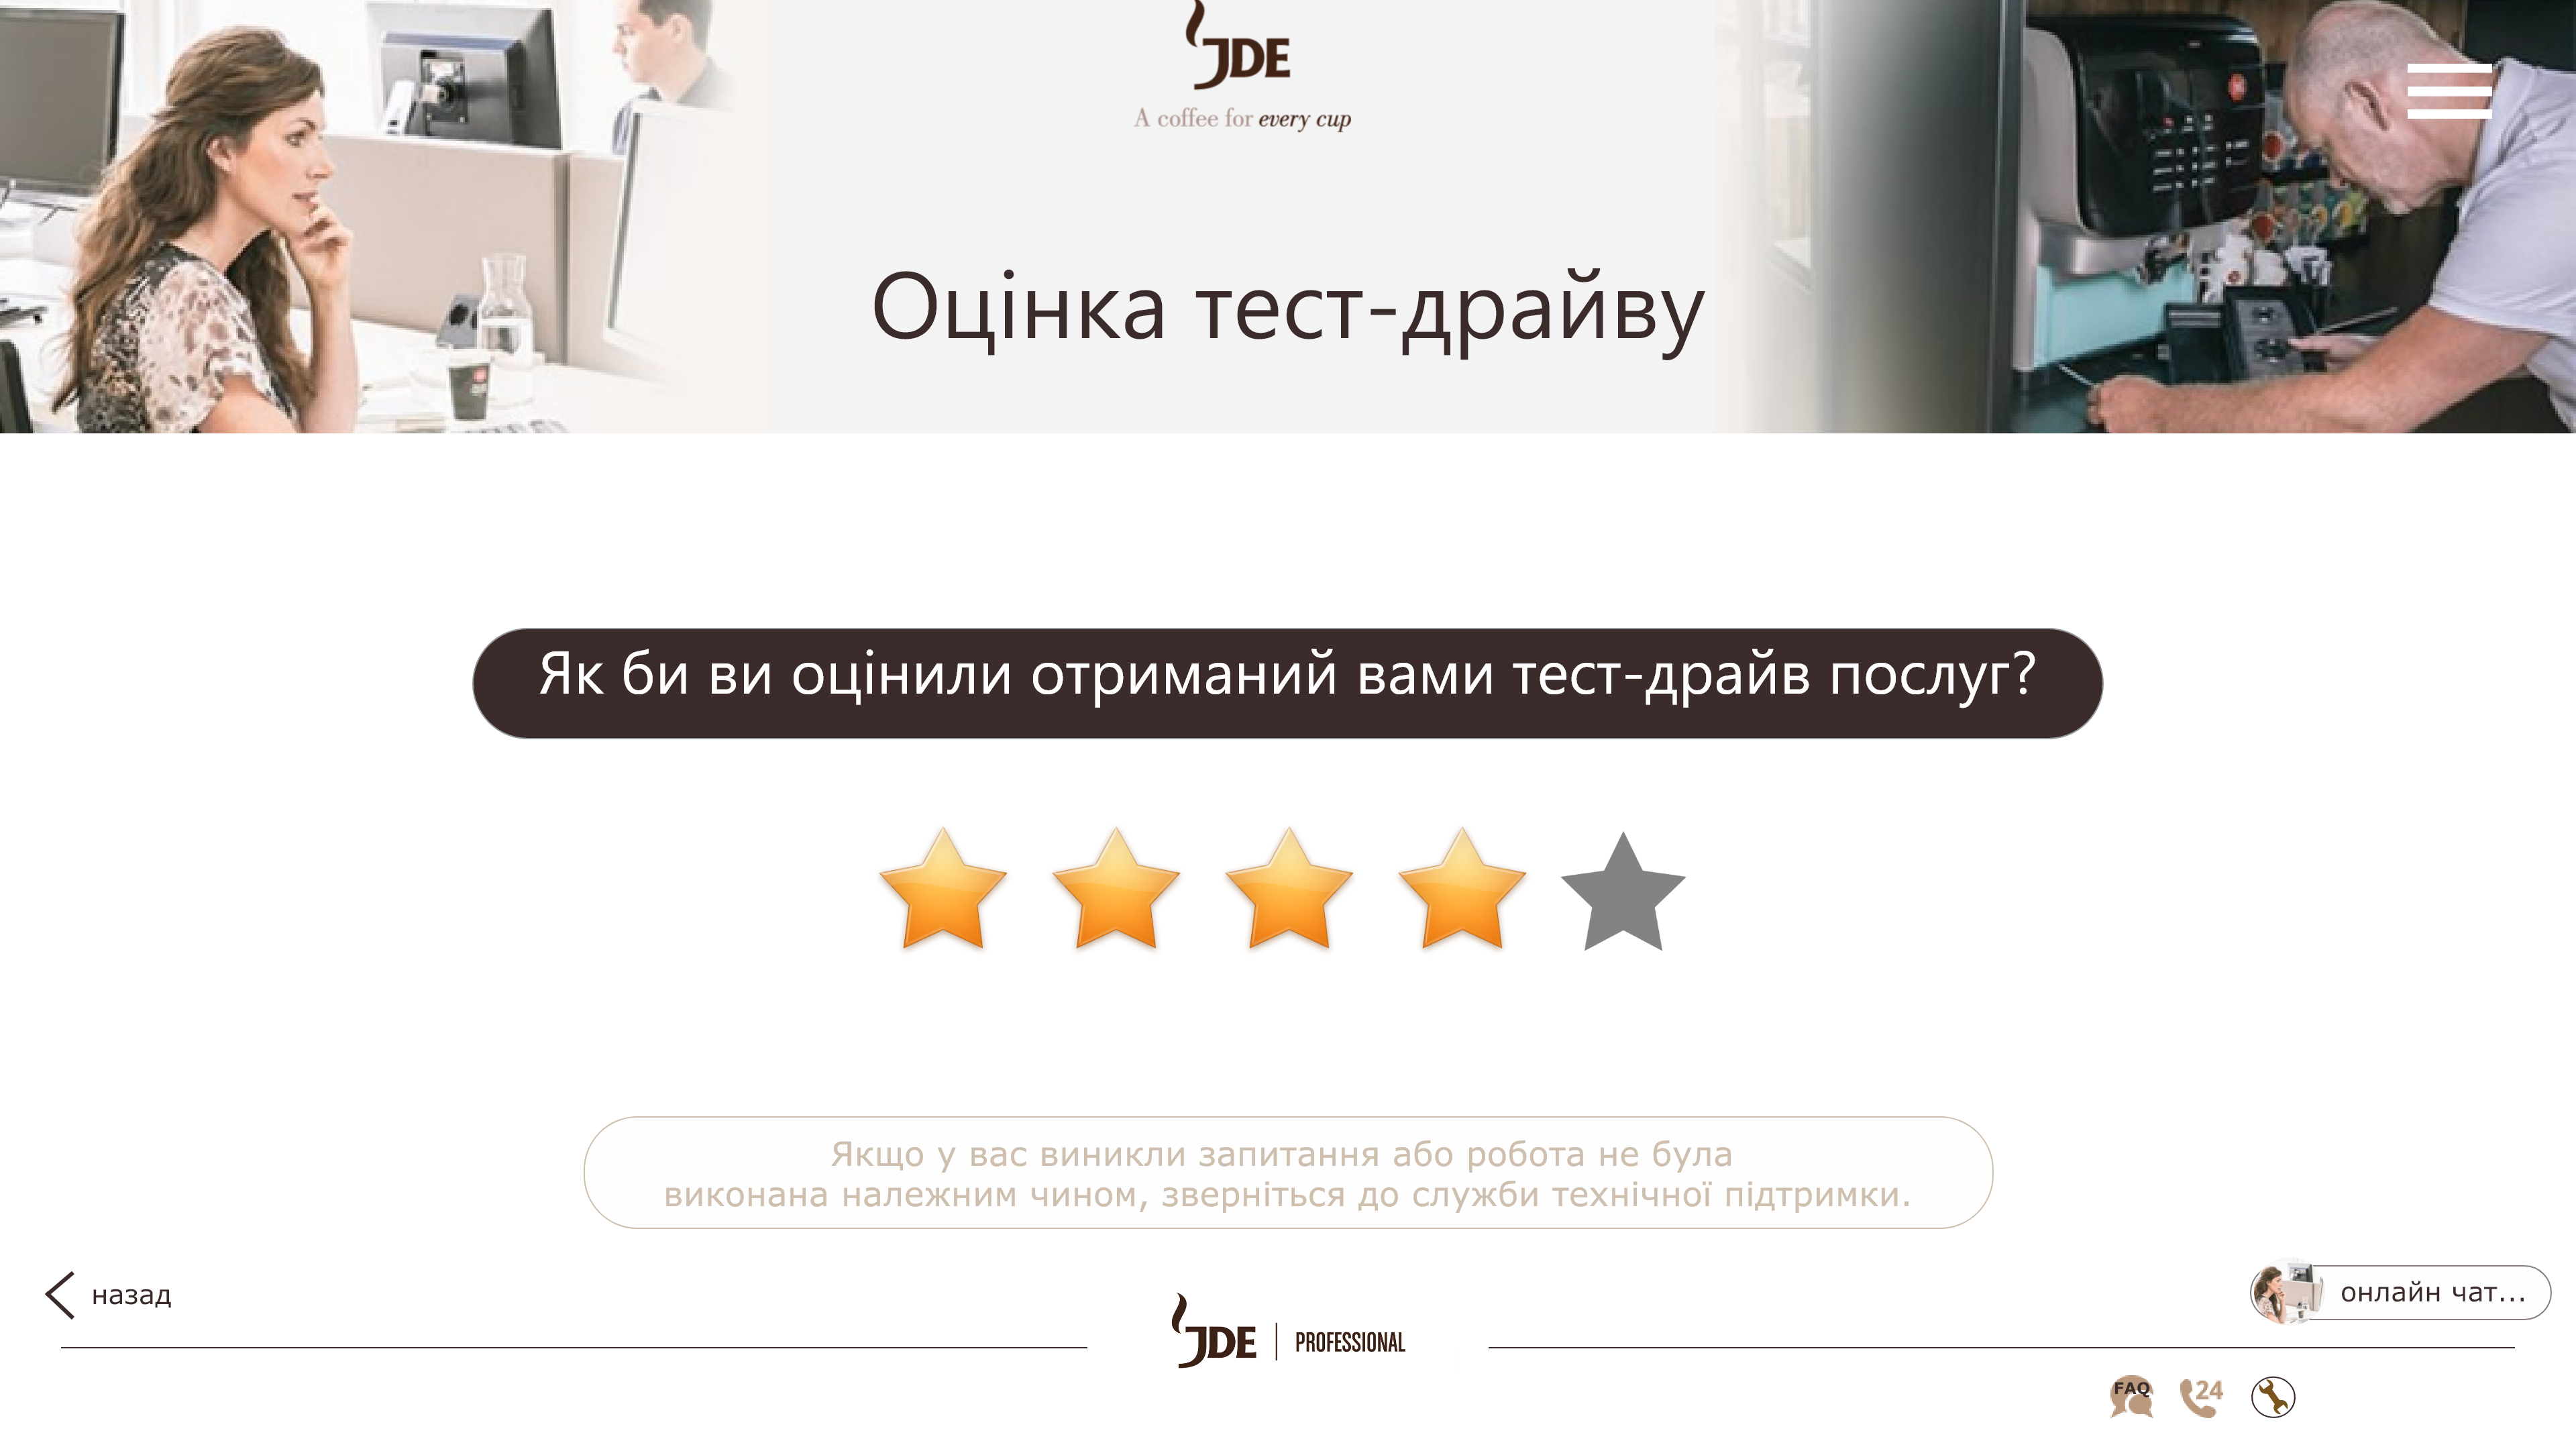 JDE
A coffee for every cup
Оцінка тест-драйву
Як би ви оцінили отриманий вами тест-драйв послуг?
Якщо у вас виникли запитання або робота не була
виконана належним чином, зверніться до служби технічної підтримки.
назад
онлайн чат...
JDE PROFESSIONAL
FAQ
24